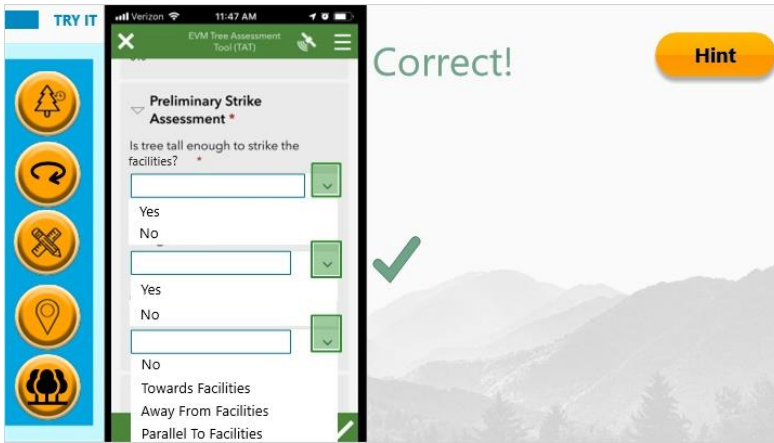 TRY IT
Verizon 11:47 AM
EVM Tree Assessment
Tool (TAT)
Preliminary Strike
Assessment *
Is tree tall enough to strike the
facilities? *
Yes
No
Yes
No
No
Towards Facilities
Away From Facilities
Parallel To Facilities
Correct!
Hint